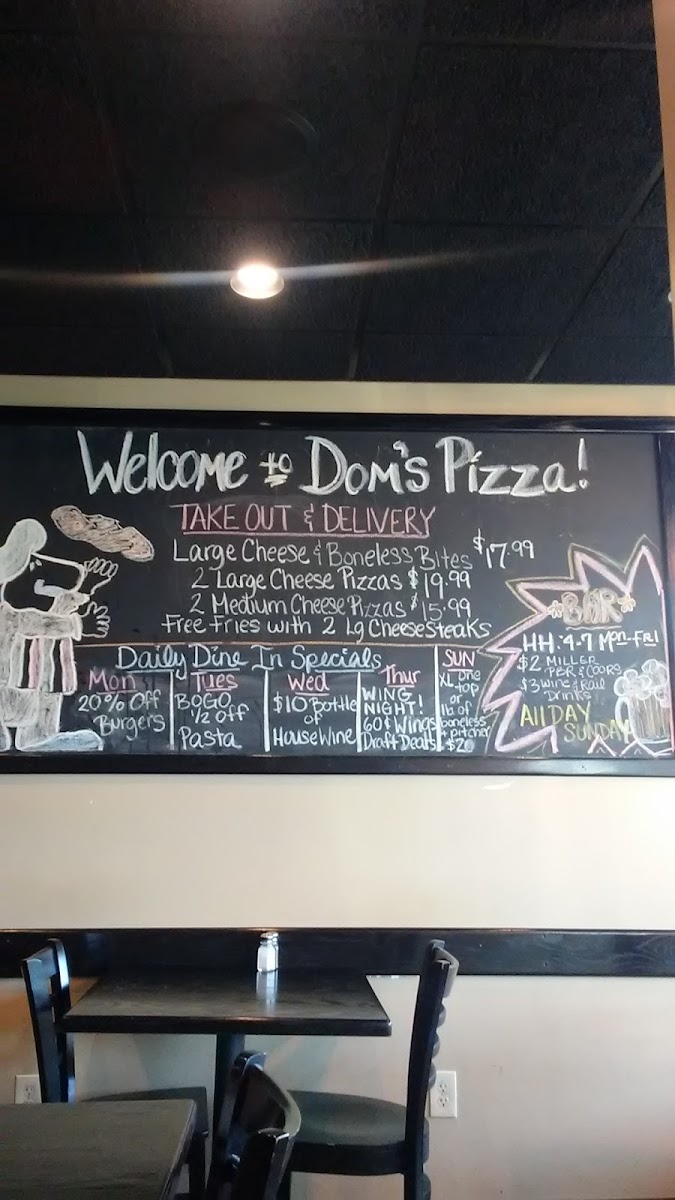 Welcome to Dom's Pizza!
TAKE OUT & DELIVERY
Large Cheese & Boneless Bites $17.99
2 Large Cheese Pizzas $19.99
2 Medium Cheese Pizzas $15.99
Free Fries with 2 Lg Cheesesteaks
Daily Dine In Specials
Mon
20% Off
Burgers
Tues
BOGO
1/2 off
Pasta
Wed
$10 Bottle
of
House Wine
Thur
WING
NIGHT!
60¢ Wings
Draft Deals
SUN
XL one
top
or
1lb of
boneless
+ pitcher
$20
BAR
HH: 4-7 Mon-Fri
$2 MILLER
PBR & COORS
$3 wine & Rail
Drinks
All DAY
SUNDAY